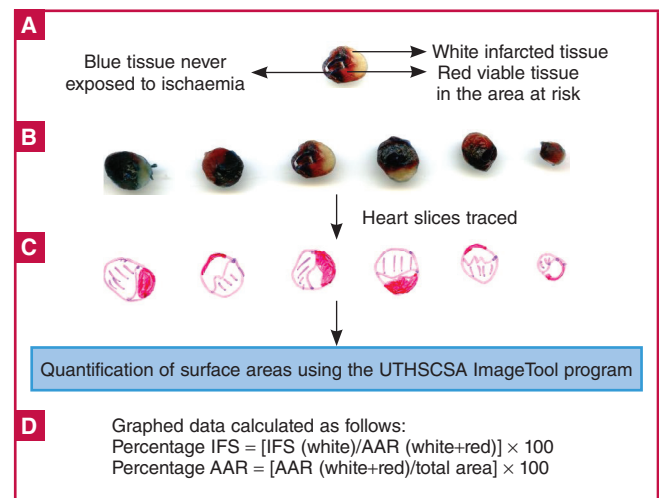 A
Blue tissue never
exposed to ischaemia
White infarcted tissue
Red viable tissue
in the area at risk
B
Heart slices traced
C
Quantification of surface areas using the UTHSCSA ImageTool program
D
Graphed data calculated as follows:
Percentage IFS = [IFS (white)/AAR (white+red)] × 100
Percentage AAR = [AAR (white+red)/total area] × 100